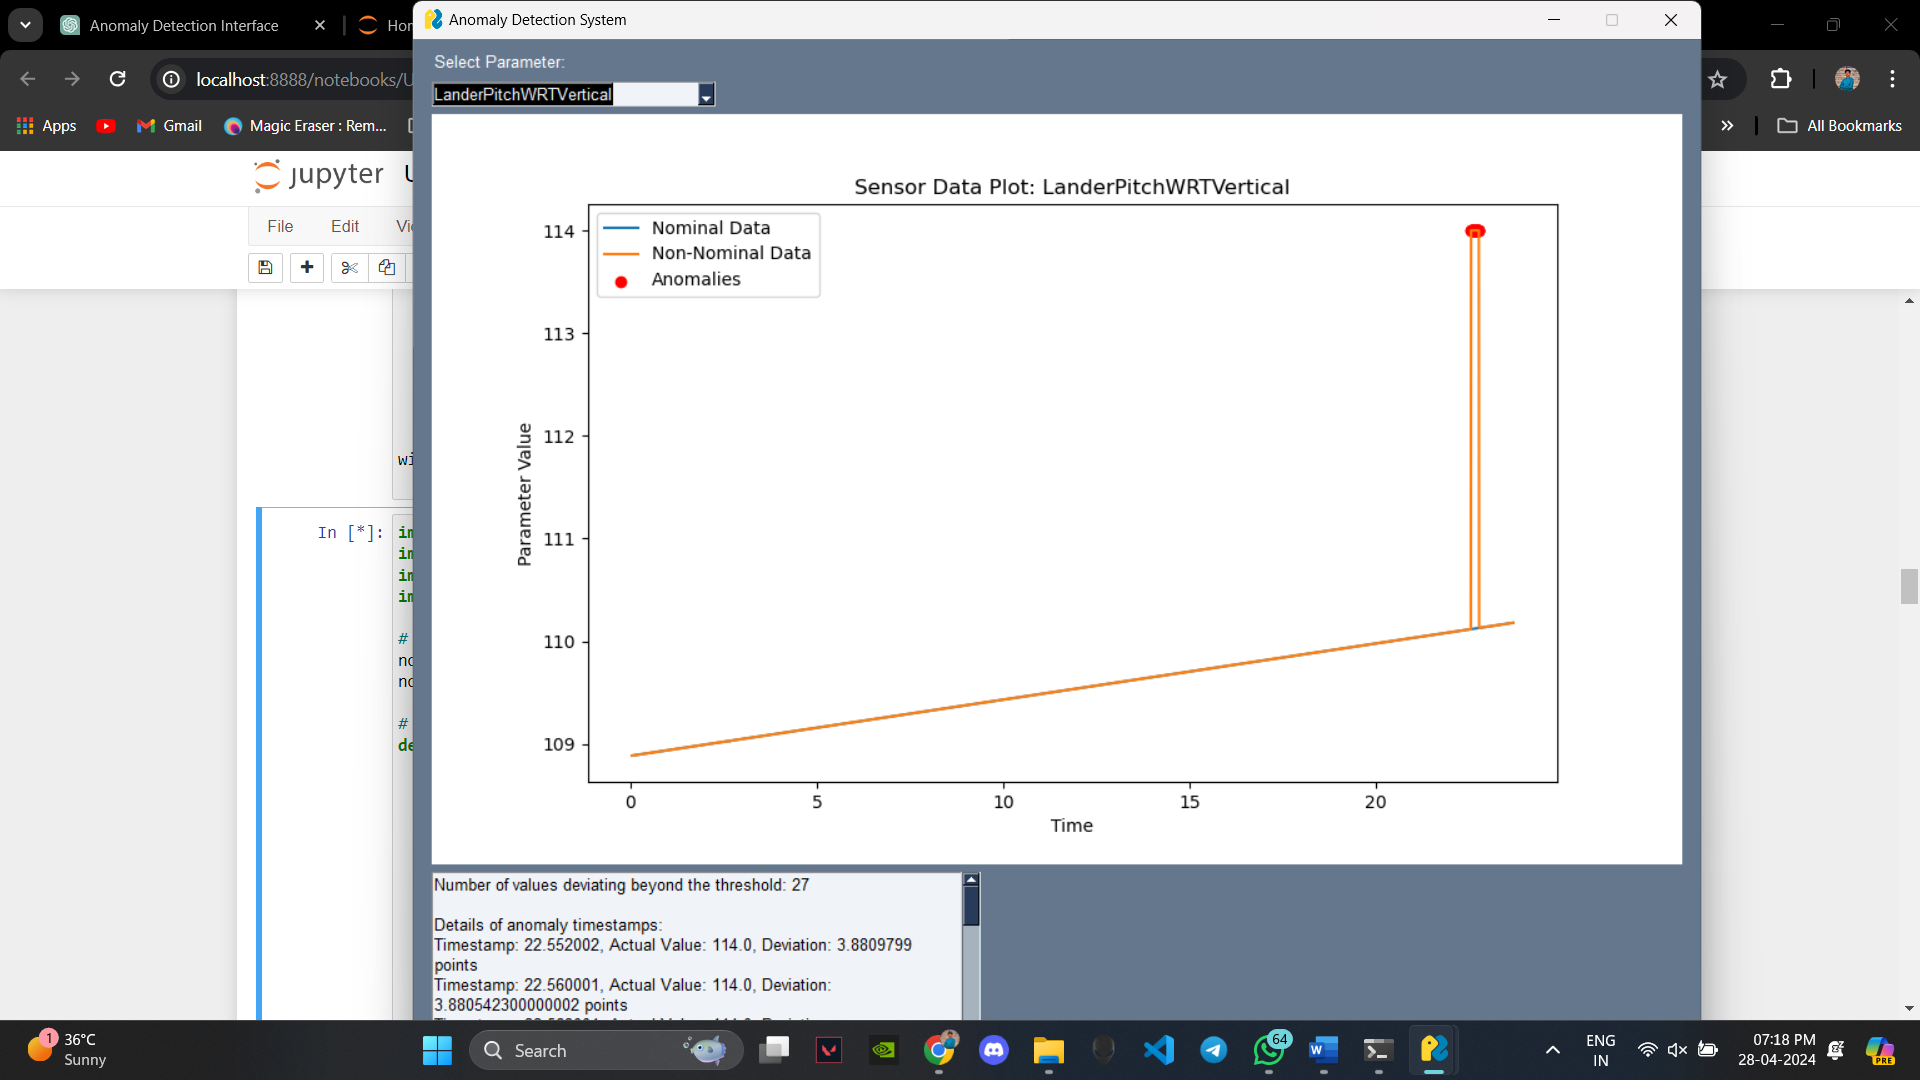 Anomaly Detection Interface
Anomaly Detection System
localhost:8888/notebooks/U
Select Parameter:
LanderPitchWRTVertical
Apps
Gmail
Magic Eraser : Rem...
All Bookmarks
jupyter
File
Edit
Sensor Data Plot: LanderPitchWRTVertical
Nominal Data
Non-Nominal Data
Anomalies
114
113
112
111
110
109
Parameter Value
0 5 10 15 20
Time
In [*]:
Number of values deviating beyond the threshold: 27
Details of anomaly timestamps:
Timestamp: 22.552002, Actual Value: 114.0, Deviation: 3.8809799
points
Timestamp: 22.560001, Actual Value: 114.0, Deviation:
3.880542300000002 points
1
36°C
Sunny
Search
64
ENG
IN
07:18 PM
28-04-2024
PRE